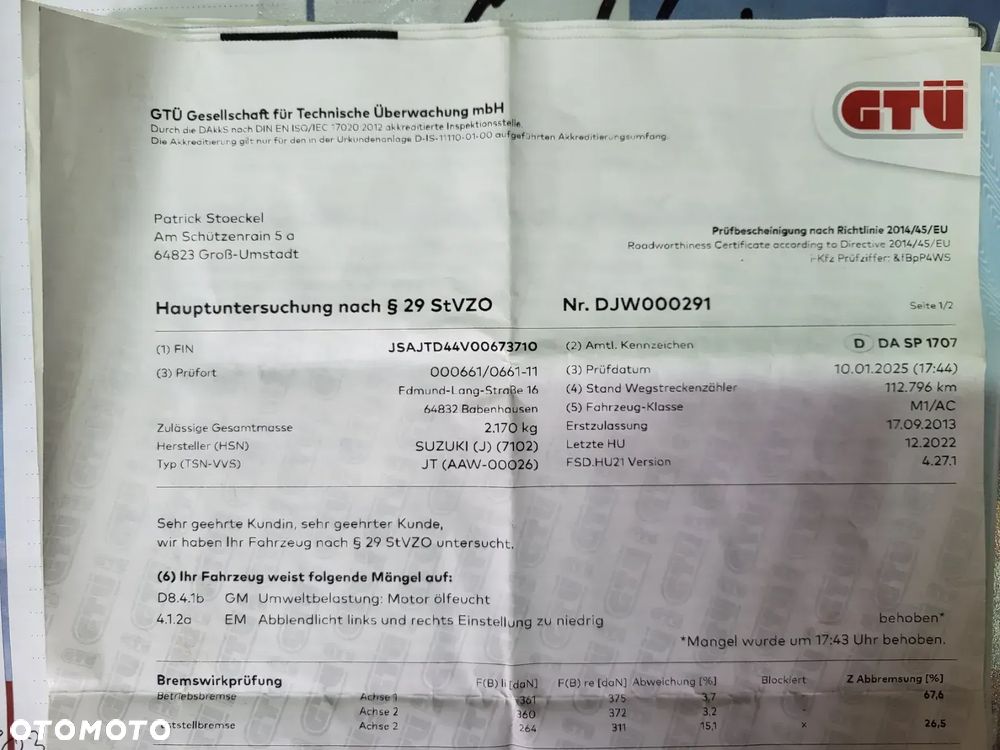 GTÜ Gesellschaft für Technische Überwachung mbH
Durch die DAkkS nach DIN EN ISO/IEC 17020:2012 akkreditierte Inspektionsstelle.
Die Akkreditierung gilt nur für den in der Urkundenanlage D-IS-11110-01-00 aufgeführten Akkreditierungsumfang.
GTÜ
Patrick Stoeckel
Am Schützenrain 5 a
64823 Groß-Umstadt
Prüfbescheinigung nach Richtlinie 2014/45/EU
Roadworthiness Certificate according to Directive 2014/45/EU
i-Kfz Prüfziffer: &fBpP4WS
Hauptuntersuchung nach § 29 StVZO Nr. DJW000291 Seite 1/2
(1) FIN JSAJTD44V00673710 (2) Amtl. Kennzeichen D DA SP 1707
(3) Prüfort 000661/0661-11 (3) Prüfdatum 10.01.2025 (17:44)
Edmund-Lang-Straße 16 (4) Stand Wegstreckenzähler 112.796 km
64832 Babenhausen (5) Fahrzeug-Klasse M1/AC
Zulässige Gesamtmasse 2.170 kg Erstzulassung 17.09.2013
Hersteller (HSN) SUZUKI (J) (7102) Letzte HU 12.2022
Typ (TSN-VVS) JT (AAW-00026) FSD.HU21 Version 4.27.1
Sehr geehrte Kundin, sehr geehrter Kunde,
wir haben Ihr Fahrzeug nach § 29 StVZO untersucht.
(6) Ihr Fahrzeug weist folgende Mängel auf:
D8.4.1b GM Umweltbelastung: Motor ölfeucht
4.1.2a EM Abblendlicht links und rechts Einstellung zu niedrig behoben*
*Mangel wurde um 17:43 Uhr behoben.
Bremswirkprüfung F(B) li [daN] F(B) re [daN] Abweichung [%] Blockiert Z Abbremsung [%]
Betriebsbremse Achse 1 361 375 3,7 67,6
Achse 2 360 372 3,2 -
Achse 2 264 311 15,1 x 26,5
OTOMOTO